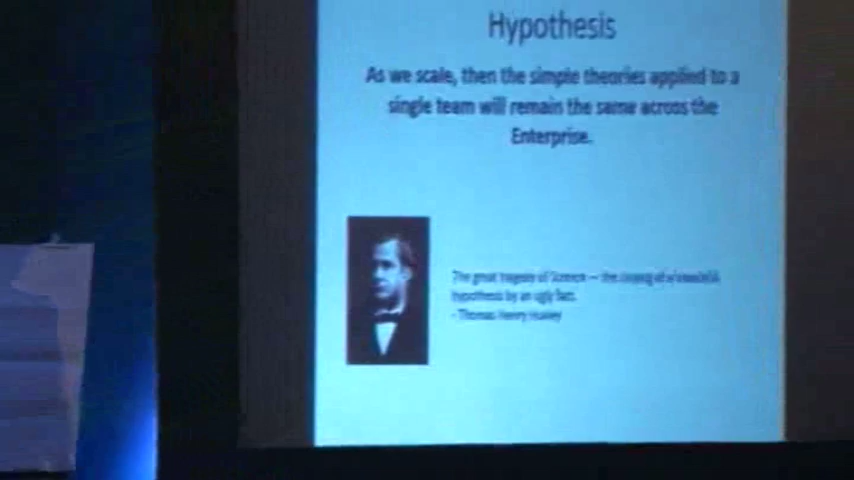 Hypothesis
As we scale, then the simple theories applied to a
single team will remain the same across the
Enterprise.
The great tragedy of Science — the slaying of a beautiful
hypothesis by an ugly fact.
- Thomas Henry Huxley